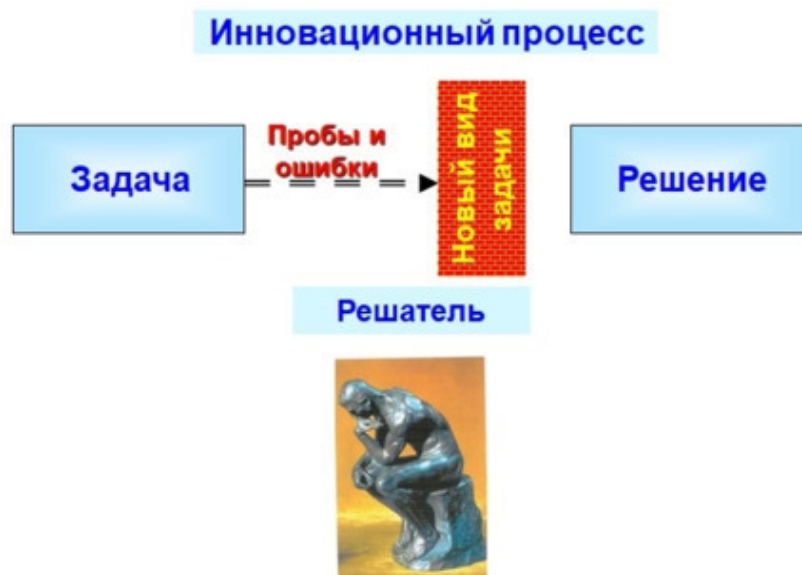 Инновационный процесс
Задача
Пробы и
ошибки
Новый вид
задачи
Решение
Решатель